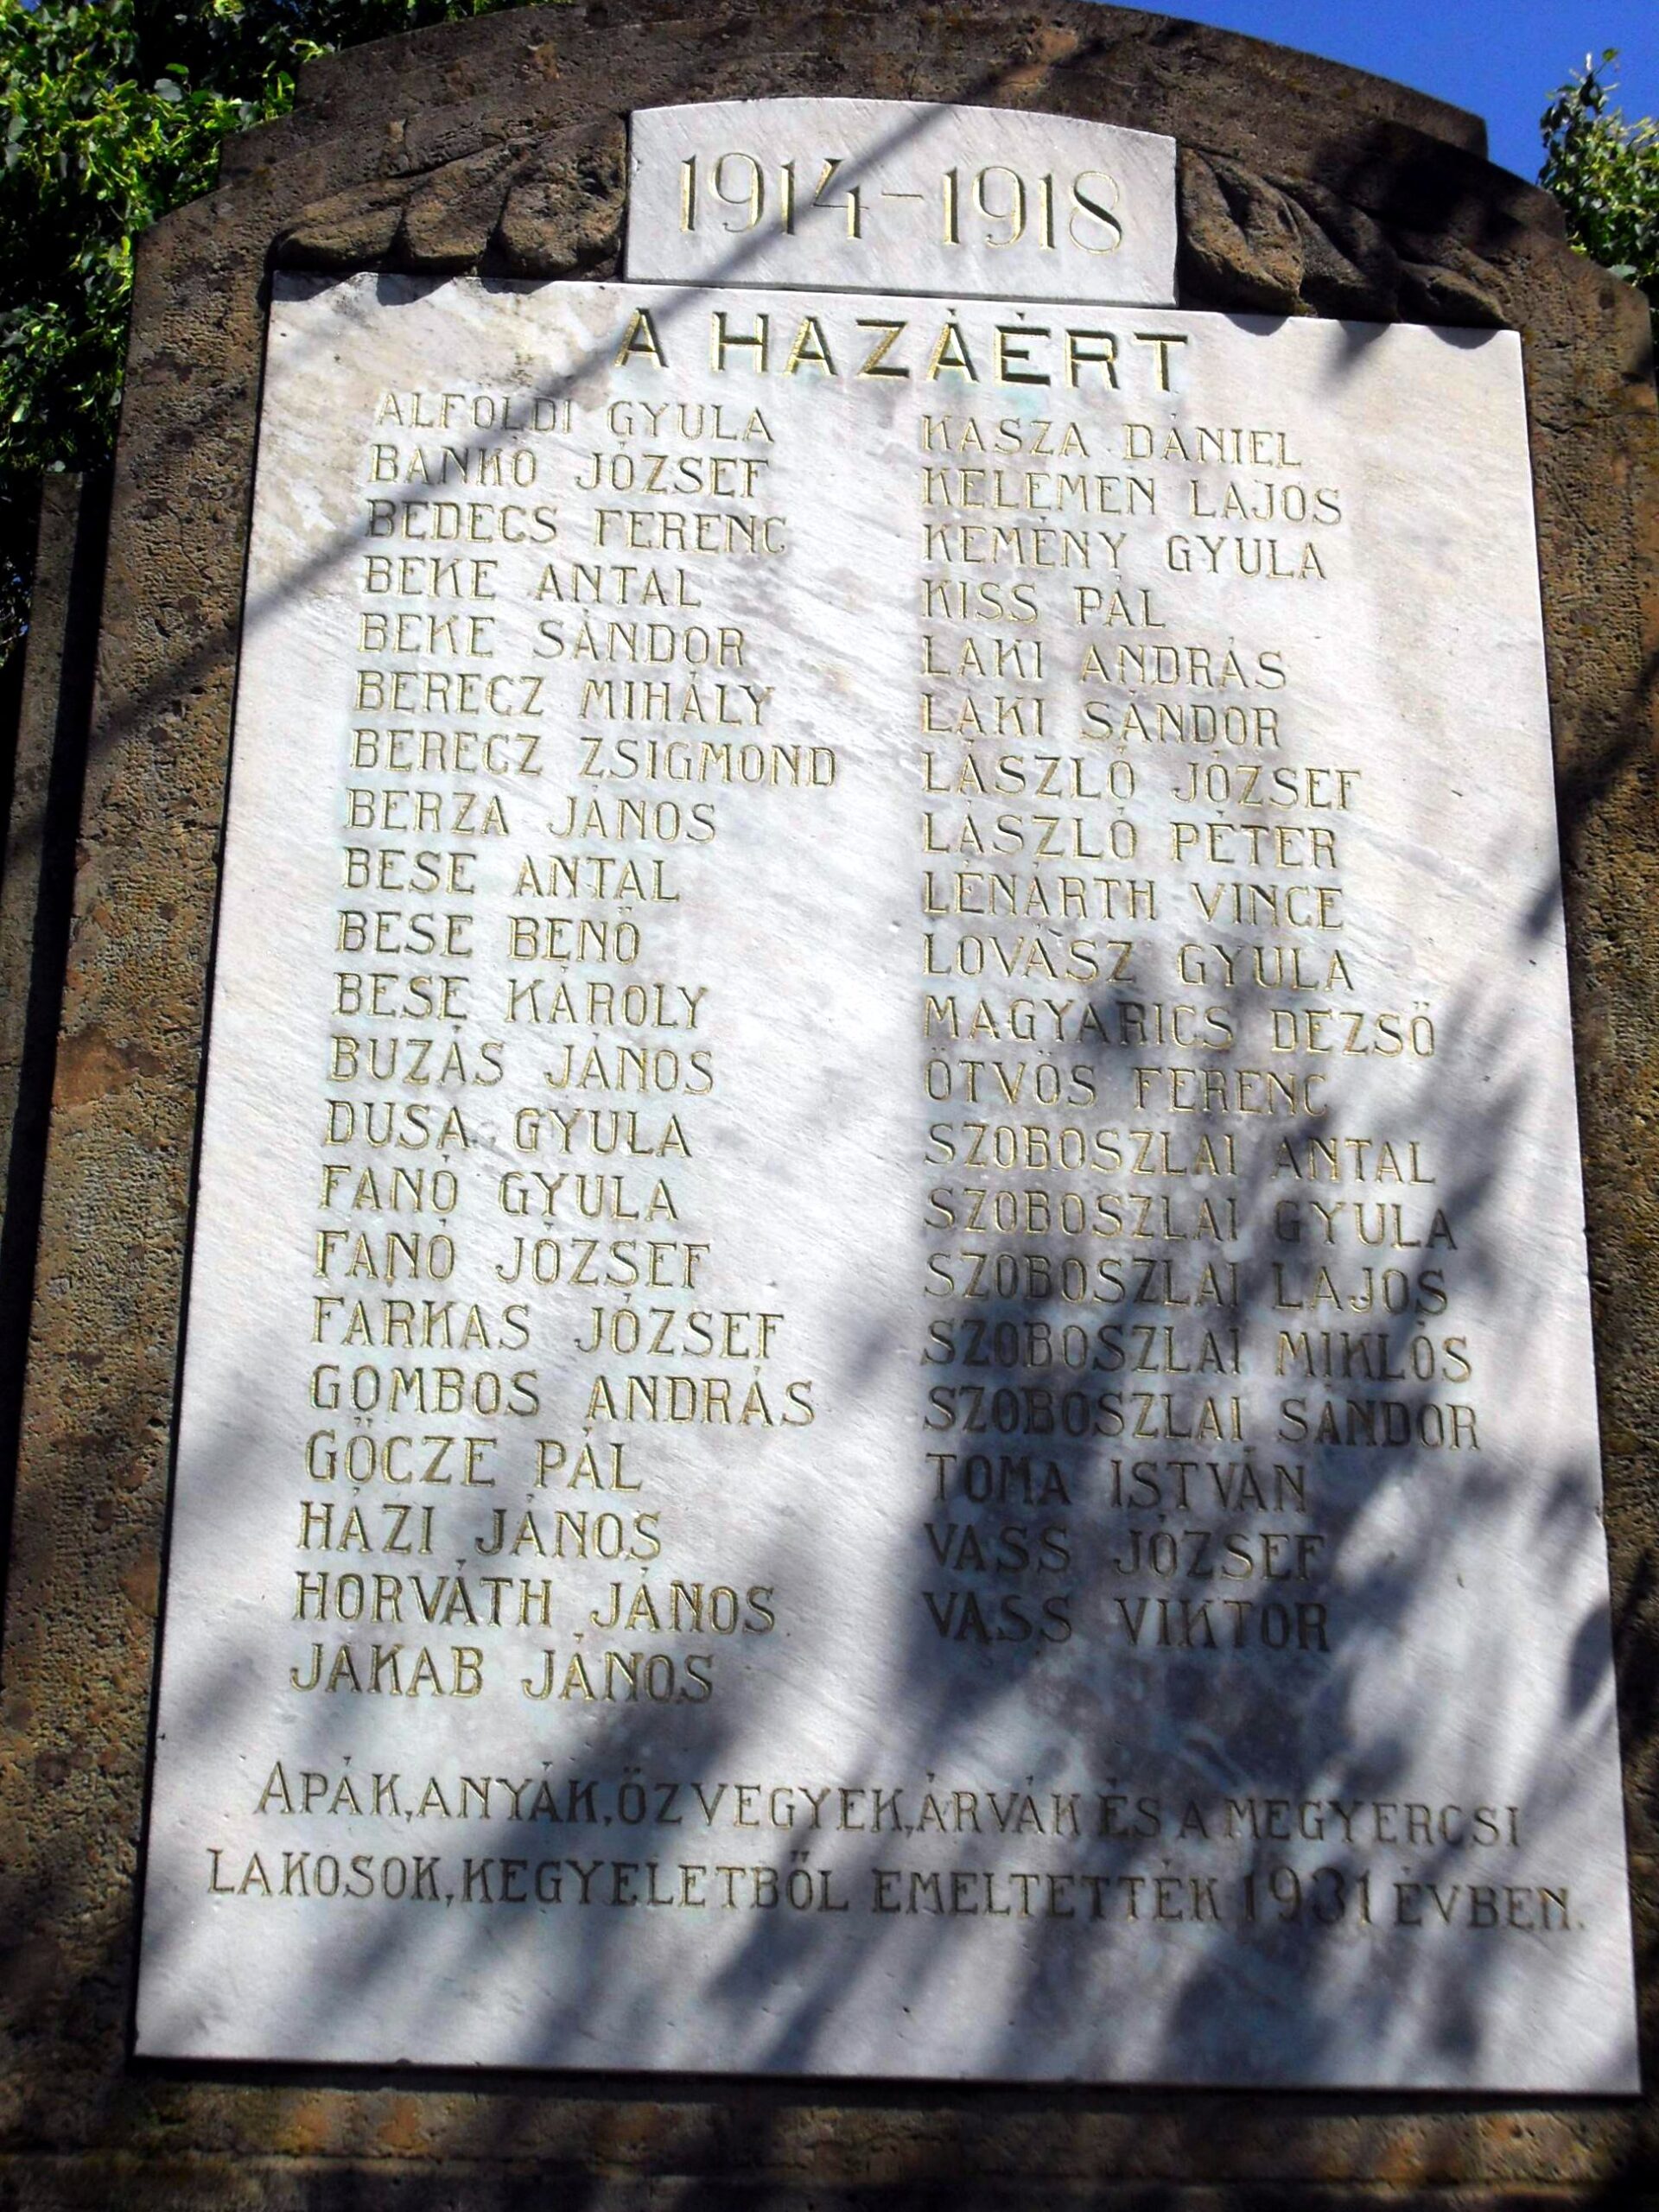 1914-1918
A HAZÁÉRT
ALFÖLDI GYULA
BANKÓ JÓZSEF
BEDECS FERENC
BEKE ANTAL
BEKE SÁNDOR
BERECZ MIHÁLY
BERECZ ZSIGMOND
BERZA JÁNOS
BESE ANTAL
BESE BENŐ
BESE KÁROLY
BUZÁS JÁNOS
DUSA GYULA
FANÓ GYULA
FANÓ JÓZSEF
FARKAS JÓZSEF
GOMBOS ANDRÁS
GŐCZE PÁL
HÁZI JÁNOS
HORVÁTH JÁNOS
JAKAB JÁNOS
KASZA DÁNIEL
KELEMEN LAJOS
KEMÉNY GYULA
KISS PÁL
LAKI ANDRÁS
LAKI SÁNDOR
LÁSZLÓ JÓZSEF
LÁSZLÓ PÉTER
LÉNÁRTH VINCE
LOVÁSZ GYULA
MAGYARICS DEZSŐ
ÖTVÖS FERENC
SZOBOSZLAI ANTAL
SZOBOSZLAI GYULA
SZOBOSZLAI LAJOS
SZOBOSZLAI MIKLÓS
SZOBOSZLAI SÁNDOR
TOMA ISTVÁN
VASS JÓZSEF
VASS VIKTOR
APÁK, ANYÁK, ÖZVEGYEK, ÁRVÁK ÉS A MEGYERCSI
LAKOSOK, KEGYELETBŐL EMELTETTÉK 1931 ÉVBEN.